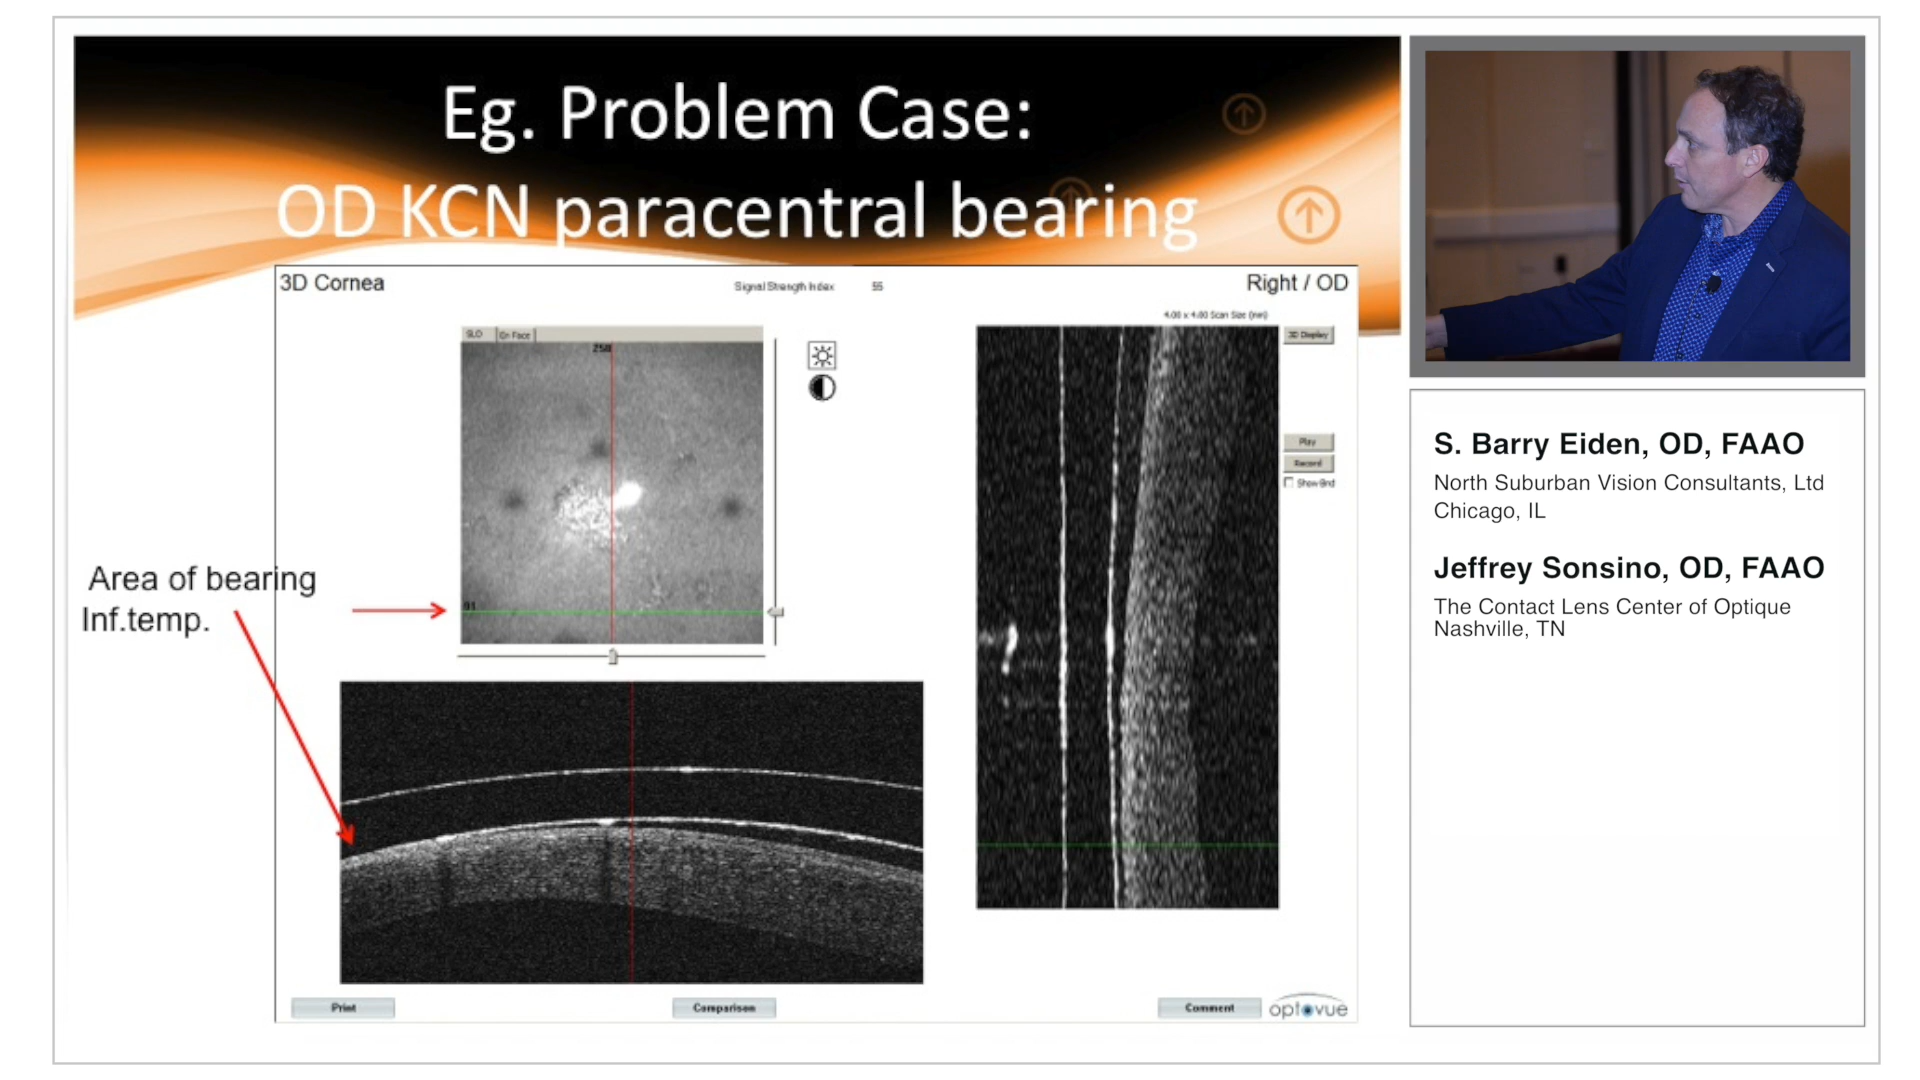 Eg. Problem Case:
OD KCN paracentral bearing
3D Cornea
Signal Strength Index 55
Right / OD
4.00 x 4.00 Scan Size (mm)
SLO
En Face
3D Display
258
Play
Record
Show Bnd
Area of bearing
Inf.temp.
91
Print
Comparison
Comment
optovue
S. Barry Eiden, OD, FAAO
North Suburban Vision Consultants, Ltd
Chicago, IL
Jeffrey Sonsino, OD, FAAO
The Contact Lens Center of Optique
Nashville, TN